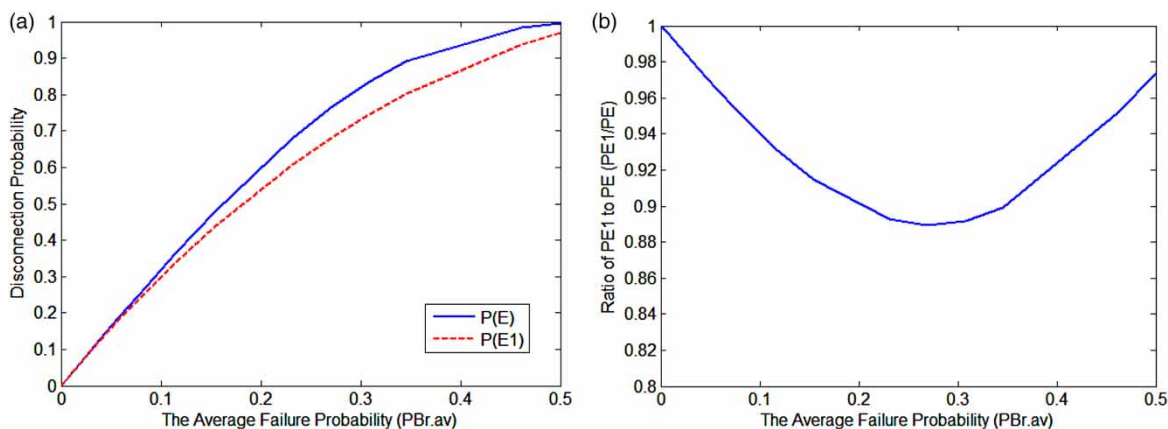 (a)
1
0.9
0.8
0.7
0.6
0.5
0.4
0.3
0.2
0.1
0
Disconnection Probability
P(E)
P(E1)
0 0.1 0.2 0.3 0.4 0.5
The Average Failure Probability (PBr.av)
(b)
1
0.98
0.96
0.94
0.92
0.9
0.88
0.86
0.84
0.82
0.8
Ratio of PE1 to PE (PE1/PE)
0 0.1 0.2 0.3 0.4 0.5
The Average Failure Probability (PBr.av)